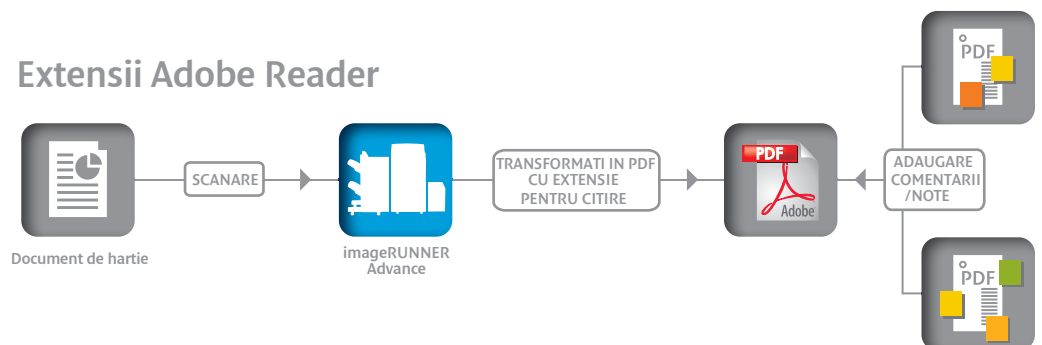 Extensii Adobe Reader
Document de hartie
SCANARE
imageRUNNER
Advance
TRANSFORMATI IN PDF
CU EXTENSIE
PENTRU CITIRE
PDF
Adobe
ADAUGARE
COMENTARII
/NOTE
PDF
PDF